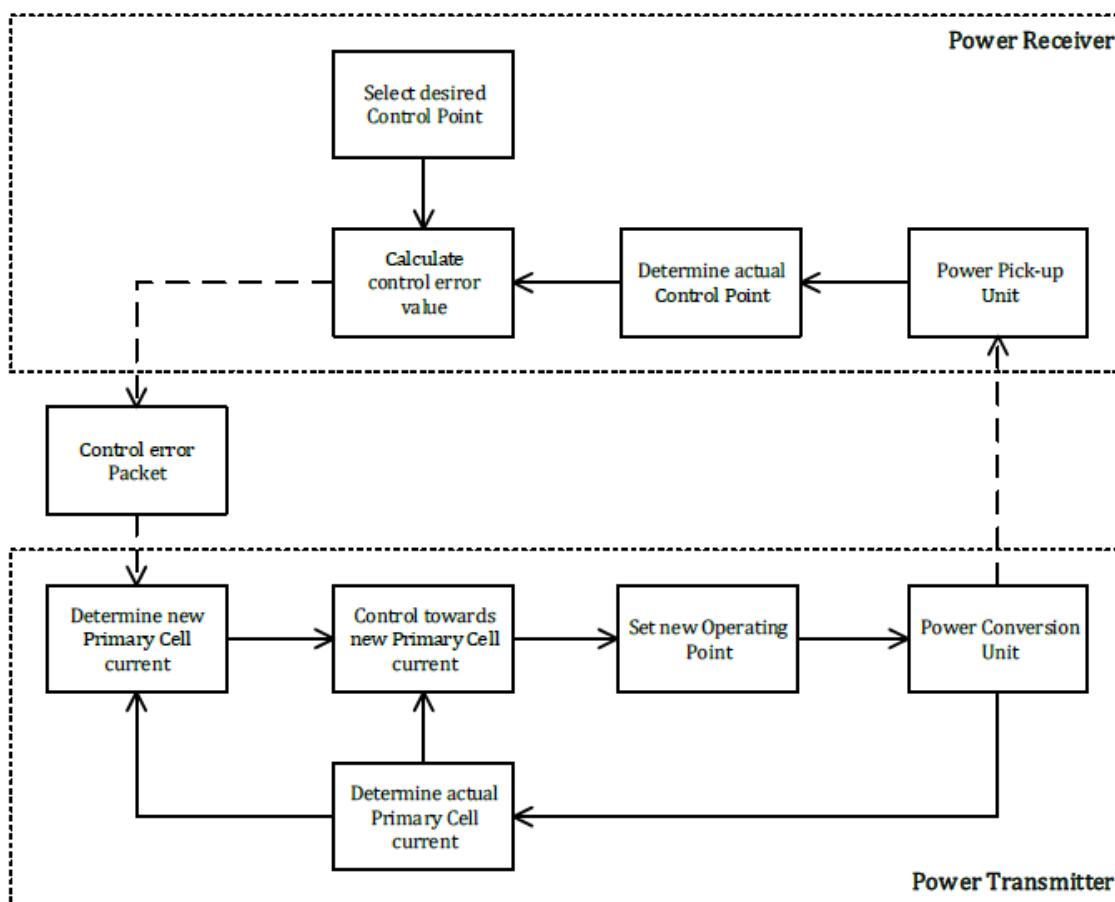 Power Receiver
Select desired
Control Point
Calculate
control error
value
Determine actual
Control Point
Power Pick-up
Unit
Control error
Packet
Determine new
Primary Cell
current
Control towards
new Primary Cell
current
Set new Operating
Point
Power Conversion
Unit
Determine actual
Primary Cell
current
Power Transmitter